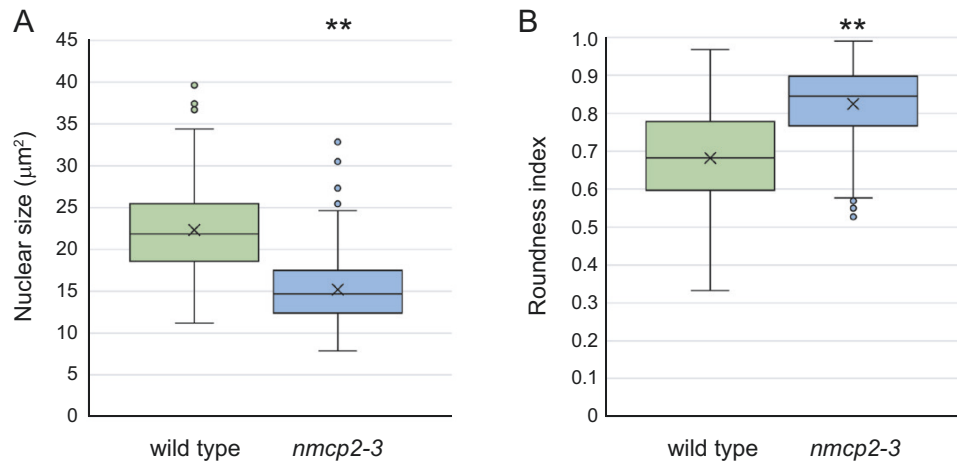 A
**
Nuclear size (μm²)
45
40
35
30
25
20
15
10
5
0
wild type
nmcp2-3
B
**
Roundness index
1.0
0.9
0.8
0.7
0.6
0.5
0.4
0.3
0.2
0.1
0
wild type
nmcp2-3